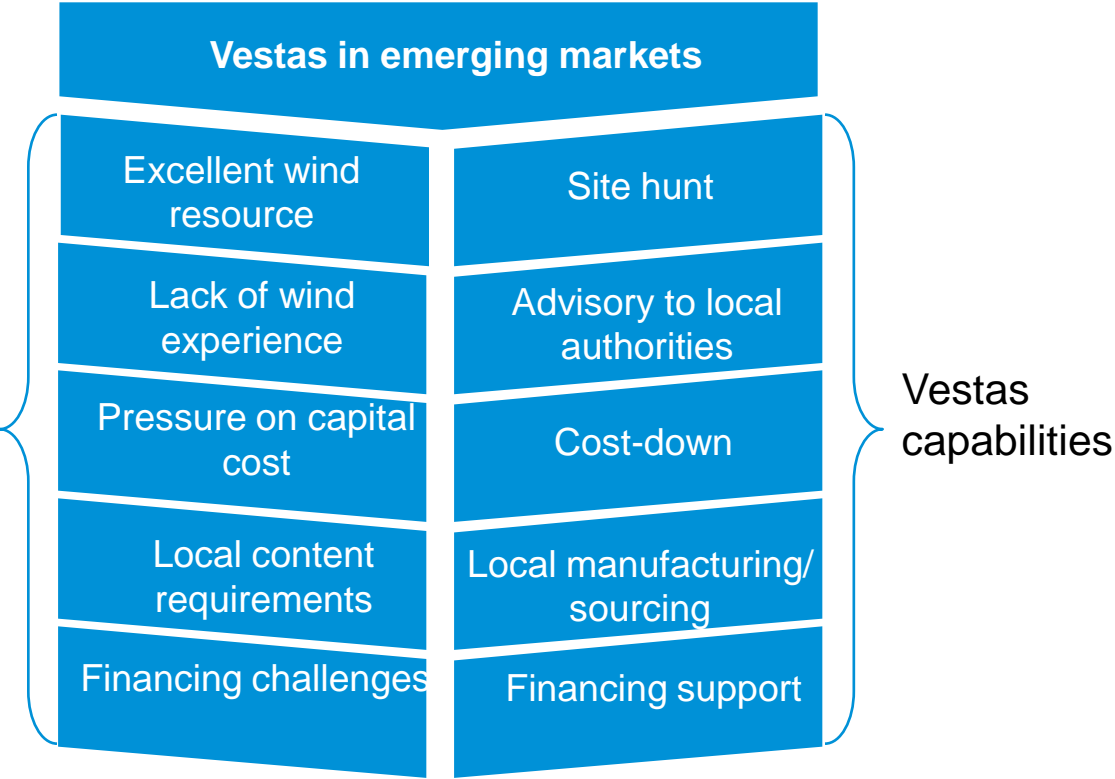 Vestas in emerging markets
Excellent wind
resource
Site hunt
Lack of wind
experience
Advisory to local
authorities
Pressure on capital
cost
Cost-down
Vestas
capabilities
Local content
requirements
Local manufacturing/
sourcing
Financing challenges
Financing support